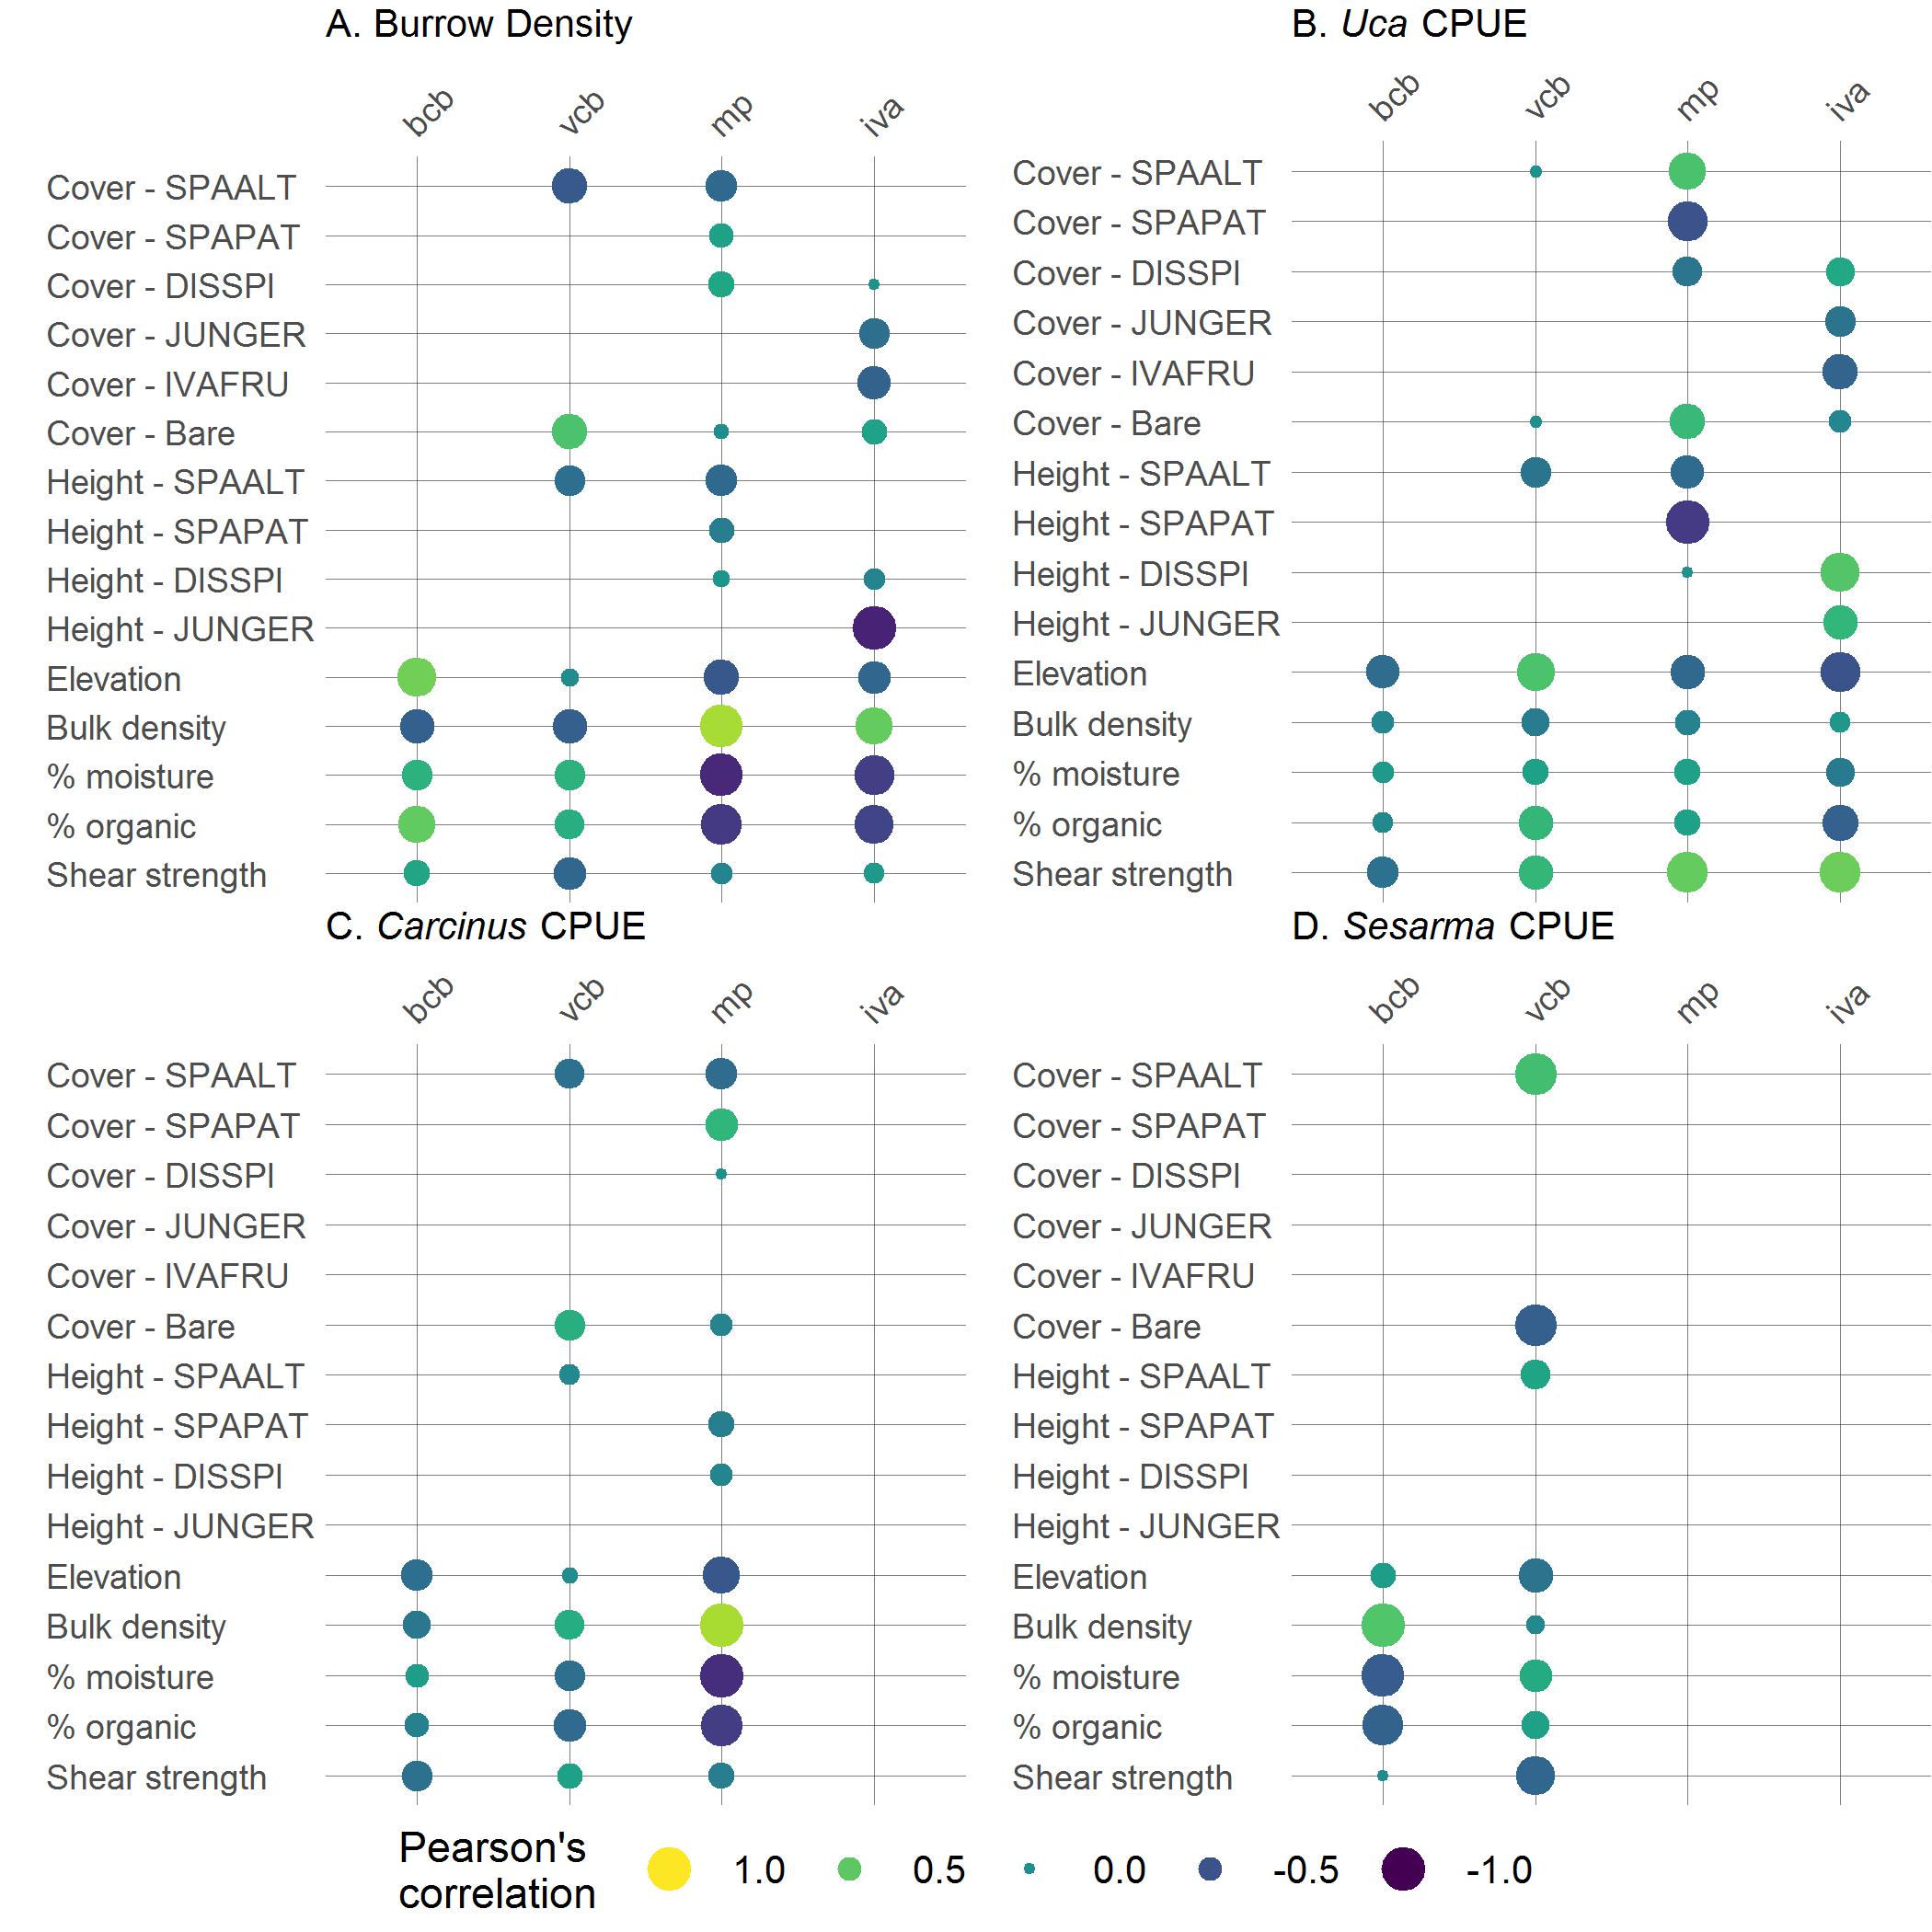 A. Burrow Density
bcb vcb mp iva
Cover - SPAALT
Cover - SPAPAT
Cover - DISSPI
Cover - JUNGER
Cover - IVAFRU
Cover - Bare
Height - SPAALT
Height - SPAPAT
Height - DISSPI
Height - JUNGER
Elevation
Bulk density
% moisture
% organic
Shear strength
B. Uca CPUE
bcb vcb mp iva
Cover - SPAALT
Cover - SPAPAT
Cover - DISSPI
Cover - JUNGER
Cover - IVAFRU
Cover - Bare
Height - SPAALT
Height - SPAPAT
Height - DISSPI
Height - JUNGER
Elevation
Bulk density
% moisture
% organic
Shear strength
C. Carcinus CPUE
bcb vcb mp iva
Cover - SPAALT
Cover - SPAPAT
Cover - DISSPI
Cover - JUNGER
Cover - IVAFRU
Cover - Bare
Height - SPAALT
Height - SPAPAT
Height - DISSPI
Height - JUNGER
Elevation
Bulk density
% moisture
% organic
Shear strength
D. Sesarma CPUE
bcb vcb mp iva
Cover - SPAALT
Cover - SPAPAT
Cover - DISSPI
Cover - JUNGER
Cover - IVAFRU
Cover - Bare
Height - SPAALT
Height - SPAPAT
Height - DISSPI
Height - JUNGER
Elevation
Bulk density
% moisture
% organic
Shear strength
Pearson's
correlation
1.0 0.5 0.0 -0.5 -1.0